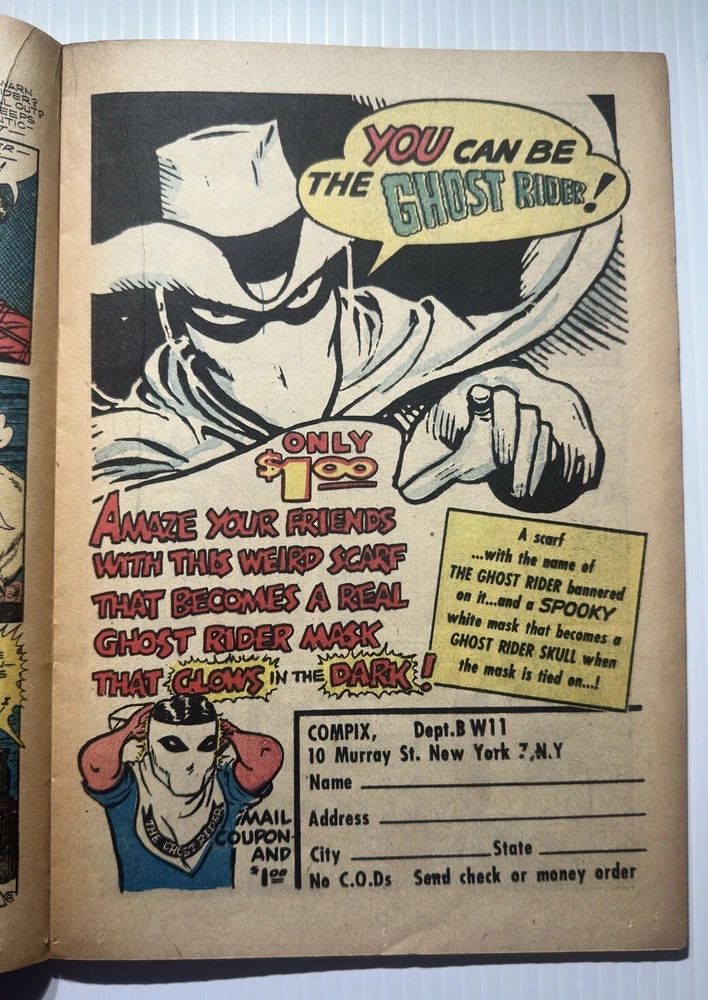 WARN
YOU CAN BE
THE GHOST RIDER!
ONLY
$1.00
AMAZE YOUR FRIENDS
WITH THIS WEIRD SCARF
THAT BECOMES A REAL
GHOST RIDER MASK
THAT GLOWS IN THE DARK!
A scarf
...with the name of
THE GHOST RIDER bannered
on it...and a SPOOKY
white mask that becomes a
GHOST RIDER SKULL when
the mask is tied on...!
THE GHOST RIDER
MAIL
COUPON
AND
$1.00
COMPIX, Dept.B W11
10 Murray St. New York 7,N.Y
Name
Address
City State
No C.O.Ds Send check or money order